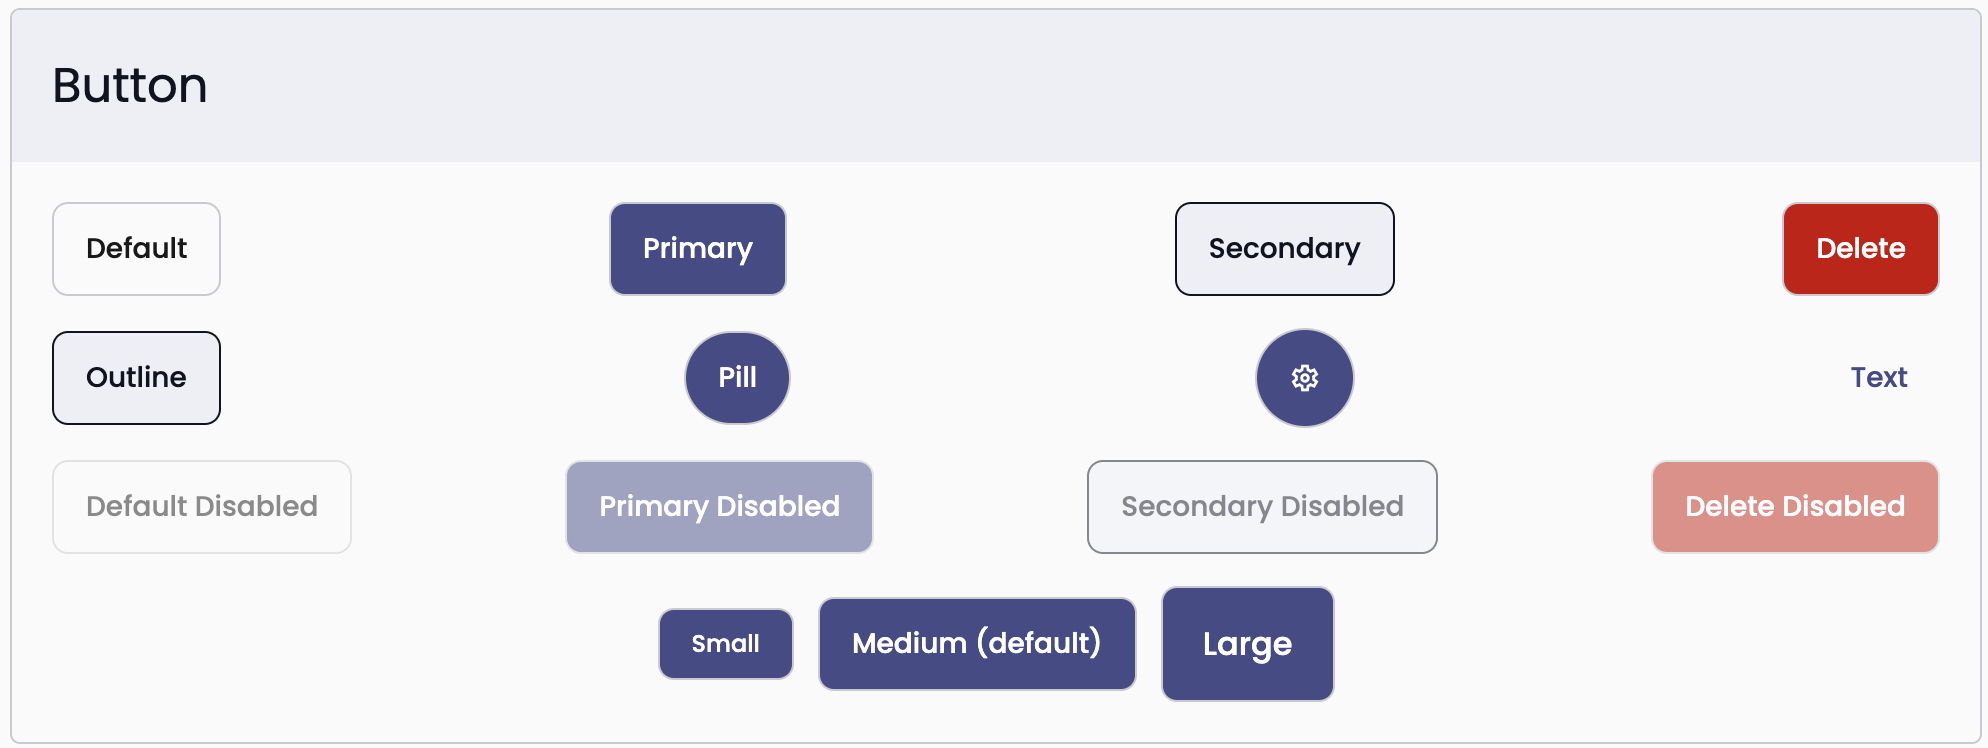 Button
Default
Primary
Secondary
Delete
Outline
Pill
Text
Default Disabled
Primary Disabled
Secondary Disabled
Delete Disabled
Small
Medium (default)
Large